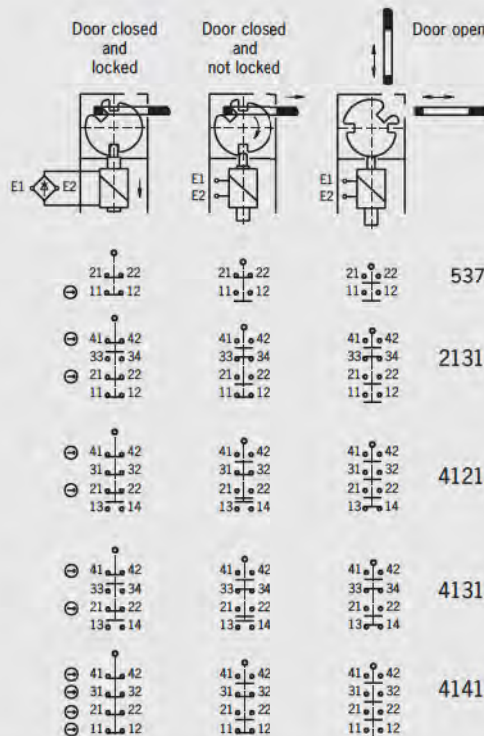 Door closed and locked
Door closed and not locked
Door open
E1 E2
E1
E2
E1
E2
21 22 21 22 21 22 537
11 12 11 12 11 12
41 42 41 42 41 42
33 34 33 34 33 34 2131
21 22 21 22 21 22
11 12 11 12 11 12
41 42 41 42 41 42
31 32 31 32 31 32 4121
21 22 21 22 21 22
13 14 13 14 13 14
41 42 41 42 41 42
33 34 33 34 33 34 4131
21 22 21 22 21 22
13 14 13 14 13 14
41 42 41 42 41 42
31 32 31 32 31 32 4141
21 22 21 22 21 22
11 12 11 12 11 12